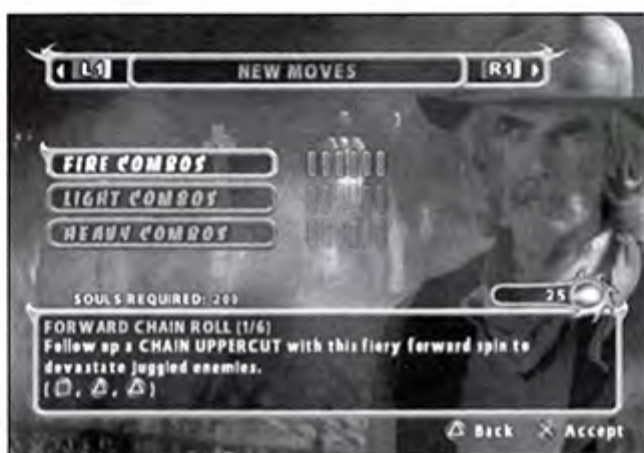 L1 NEW MOVES R1
FIRE COMBOS
LIGHT COMBOS
HEAVY COMBOS
SOULS REQUIRED: 200
25
FORWARD CHAIN ROLL (1/6)
Follow up a CHAIN UPPERCUT with this fiery forward spin to
devastate juggled enemies.
(□, △, △)
△ Back × Accept